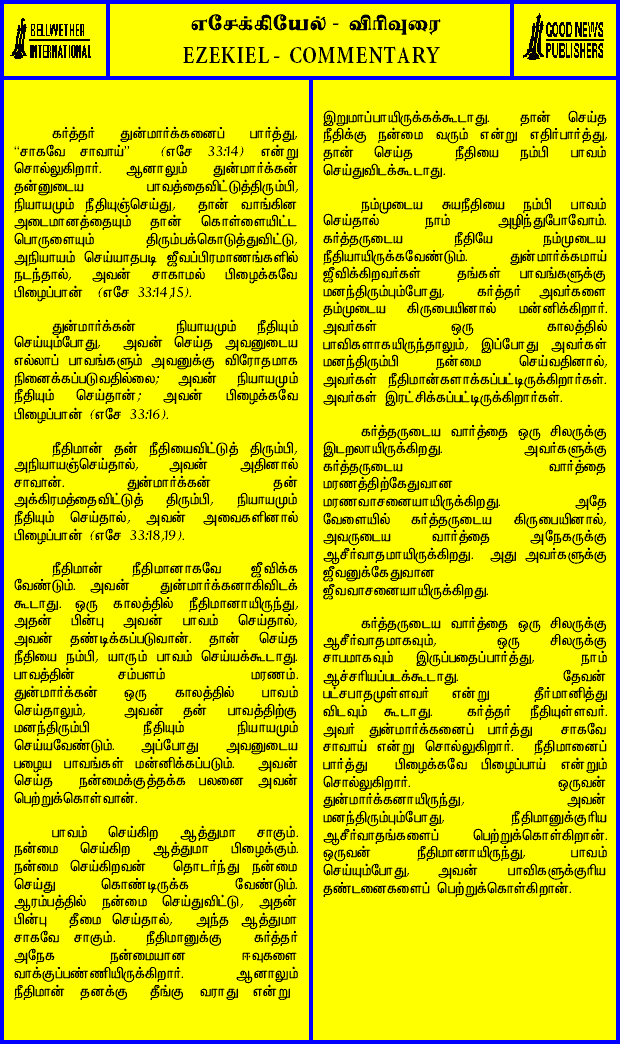 BELLWETHER
INTERNATIONAL
எசேக்கியேல் - விரிவுரை
EZEKIEL - COMMENTARY
GOOD NEWS
PUBLISHERS
கர்த்தர் துன்மார்க்கனைப் பார்த்து,
“சாகவே சாவாய்” (எசே 33:14) என்று
சொல்லுகிறார். ஆனாலும் துன்மார்க்கன்
தன்னுடைய பாவத்தைவிட்டுத்திரும்பி,
நியாயமும் நீதியுஞ்செய்து, தான் வாங்கின
அடைமானத்தையும் தான் கொள்ளையிட்ட
பொருளையும் திரும்பக்கொடுத்துவிட்டு,
அநியாயம் செய்யாதபடி ஜீவப்பிரமாணங்களில்
நடந்தால், அவன் சாகாமல் பிழைக்கவே
பிழைப்பான் (எசே 33:14,15).
துன்மார்க்கன் நியாயமும் நீதியும்
செய்யும்போது, அவன் செய்த அவனுடைய
எல்லாப் பாவங்களும் அவனுக்கு விரோதமாக
நினைக்கப்படுவதில்லை; அவன் நியாயமும்
நீதியும் செய்தான்; அவன் பிழைக்கவே
பிழைப்பான் (எசே 33:16).
நீதிமான் தன் நீதியைவிட்டுத் திரும்பி,
அநியாயஞ்செய்தால், அவன் அதினால்
சாவான். துன்மார்க்கன் தன்
அக்கிரமத்தைவிட்டுத் திரும்பி, நியாயமும்
நீதியும் செய்தால், அவன் அவைகளினால்
பிழைப்பான் (எசே 33:18,19).
நீதிமான் நீதிமானாகவே ஜீவிக்க
வேண்டும். அவன் துன்மார்க்கனாகிவிடக்
கூடாது. ஒரு காலத்தில் நீதிமானாயிருந்து,
அதன் பின்பு அவன் பாவம் செய்தால்,
அவன் தண்டிக்கப்படுவான். தான் செய்த
நீதியை நம்பி, யாரும் பாவம் செய்யக்கூடாது.
பாவத்தின் சம்பளம் மரணம்.
துன்மார்க்கன் ஒரு காலத்தில் பாவம்
செய்தாலும், அவன் தன் பாவத்திற்கு
மனந்திரும்பி நீதியும் நியாயமும்
செய்யவேண்டும். அப்போது அவனுடைய
பழைய பாவங்கள் மன்னிக்கப்படும். அவன்
செய்த நன்மைக்குத்தக்க பலனை அவன்
பெற்றுக்கொள்வான்.
பாவம் செய்கிற ஆத்துமா சாகும்.
நன்மை செய்கிற ஆத்துமா பிழைக்கும்.
நன்மை செய்கிறவன் தொடர்ந்து நன்மை
செய்து கொண்டிருக்க வேண்டும்.
ஆரம்பத்தில் நன்மை செய்துவிட்டு, அதன்
பின்பு தீமை செய்தால், அந்த ஆத்துமா
சாகவே சாகும். நீதிமானுக்கு கர்த்தர்
அநேக நன்மையான ஈவுகளை
வாக்குப்பண்ணியிருக்கிறார். ஆனாலும்
நீதிமான் தனக்கு தீங்கு வராது என்று
இறுமாப்பாயிருக்கக்கூடாது. தான் செய்த
நீதிக்கு நன்மை வரும் என்று எதிர்பார்த்து,
தான் செய்த நீதியை நம்பி பாவம்
செய்துவிடக்கூடாது.
நம்முடைய சுயநீதியை நம்பி பாவம்
செய்தால் நாம் அழிந்துபோவோம்.
கர்த்தருடைய நீதியே நம்முடைய
நீதியாயிருக்கவேண்டும். துன்மார்க்கமாய்
ஜீவிக்கிறவர்கள் தங்கள் பாவங்களுக்கு
மனந்திரும்பும்போது, கர்த்தர் அவர்களை
தம்முடைய கிருபையினால் மன்னிக்கிறார்.
அவர்கள் ஒரு காலத்தில்
பாவிகளாகயிருந்தாலும், இப்போது அவர்கள்
மனந்திரும்பி நன்மை செய்வதினால்,
அவர்கள் நீதிமான்களாக்கப்பட்டிருக்கிறார்கள்.
அவர்கள் இரட்சிக்கப்பட்டிருக்கிறார்கள்.
கர்த்தருடைய வார்த்தை ஒரு சிலருக்கு
இடறலாயிருக்கிறது. அவர்களுக்கு
கர்த்தருடைய வார்த்தை
மரணத்திற்கேதுவான
மரணவாசனையாயிருக்கிறது. அதே
வேளையில் கர்த்தருடைய கிருபையினால்,
அவருடைய வார்த்தை அநேகருக்கு
ஆசீர்வாதமாயிருக்கிறது. அது அவர்களுக்கு
ஜீவனுக்கேதுவான
ஜீவவாசனையாயிருக்கிறது.
கர்த்தருடைய வார்த்தை ஒரு சிலருக்கு
ஆசீர்வாதமாகவும், ஒரு சிலருக்கு
சாபமாகவும் இருப்பதைப்பார்த்து, நாம்
ஆச்சரியப்படக்கூடாது. தேவன்
பட்சபாதமுள்ளவர் என்று தீர்மானித்து
விடவும் கூடாது. கர்த்தர் நீதியுள்ளவர்.
அவர் துன்மார்க்கனைப் பார்த்து சாகவே
சாவாய் என்று சொல்லுகிறார். நீதிமானைப்
பார்த்து பிழைக்கவே பிழைப்பாய் என்றும்
சொல்லுகிறார். ஒருவன்
துன்மார்க்கனாயிருந்து, அவன்
மனந்திரும்பும்போது, நீதிமானுக்குரிய
ஆசீர்வாதங்களைப் பெற்றுக்கொள்கிறான்.
ஒருவன் நீதிமானாயிருந்து, பாவம்
செய்யும்போது, அவன் பாவிகளுக்குரிய
தண்டனைகளைப் பெற்றுக்கொள்கிறான்.